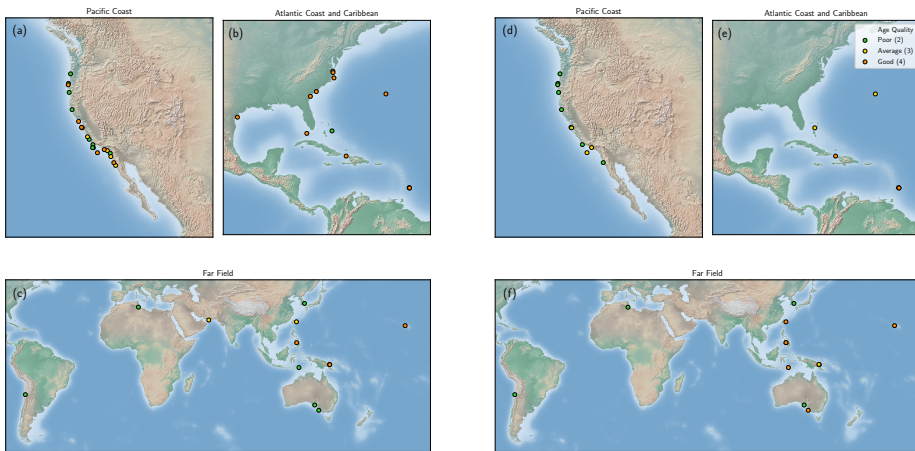 Pacific Coast
Atlantic Coast and Caribbean
(a)
(b)
Far Field
(c)
Pacific Coast
Atlantic Coast and Caribbean
(d)
(e)
Age Quality
Poor (2)
Average (3)
Good (4)
Far Field
(f)